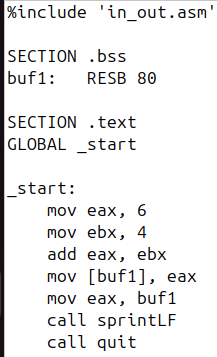 %include 'in_out.asm'
SECTION .bss
buf1:   RESB 80
SECTION .text
GLOBAL _start
_start:
    mov eax, 6
    mov ebx, 4
    add eax, ebx
    mov [buf1], eax
    mov eax, buf1
    call sprintLF
    call quit